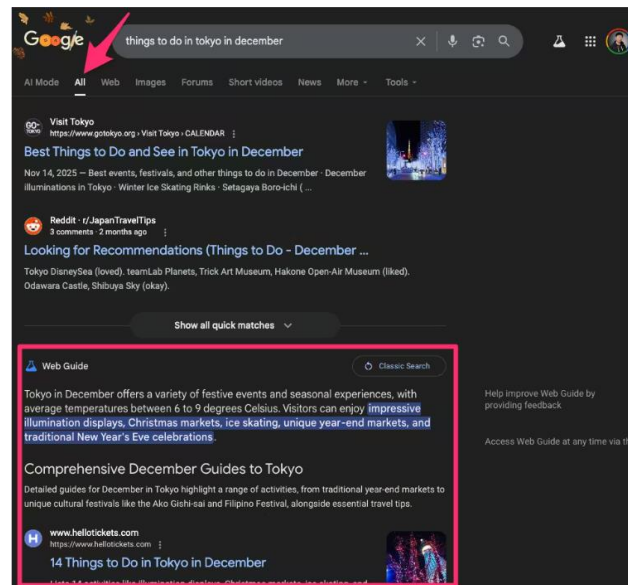 Google
things to do in tokyo in december
AI Mode All Web Images Forums Short videos News More Tools
GO TOKYO
Visit Tokyo
https://www.gotokyo.org › Visit Tokyo › CALENDAR
Best Things to Do and See in Tokyo in December
Nov 14, 2025 — Best events, festivals, and other things to do in December · December
illuminations in Tokyo · Winter Ice Skating Rinks · Setagaya Boro-ichi ( ...
Reddit · r/JapanTravelTips
3 comments · 2 months ago
Looking for Recommendations (Things to Do - December ...
Tokyo DisneySea (loved). teamLab Planets, Trick Art Museum, Hakone Open-Air Museum (liked).
Odawara Castle, Shibuya Sky (okay).
Show all quick matches
Web Guide
Classic Search
Tokyo in December offers a variety of festive events and seasonal experiences, with
average temperatures between 6 to 9 degrees Celsius. Visitors can enjoy impressive
illumination displays, Christmas markets, ice skating, unique year-end markets, and
traditional New Year's Eve celebrations.
Help improve Web Guide by
providing feedback
Access Web Guide at any time via
Comprehensive December Guides to Tokyo
Detailed guides for December in Tokyo highlight a range of activities, from traditional year-end markets to
unique cultural festivals like the Ako Gishi-sai and Filipino Festival, alongside essential travel tips.
H
www.hellotickets.com
https://www.hellotickets.com
14 Things to Do in Tokyo in December